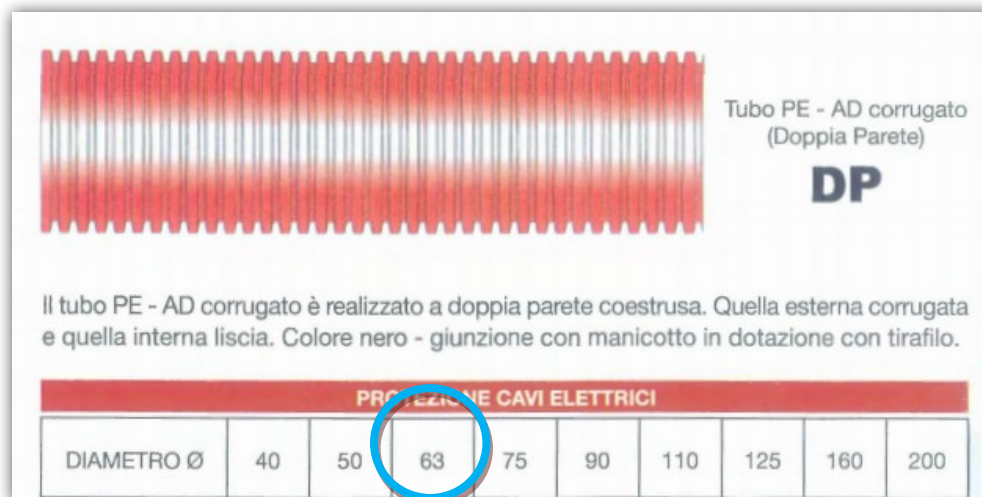 Tubo PE - AD corrugato
(Doppia Parete)
DP
Il tubo PE - AD corrugato è realizzato a doppia parete coestrusa. Quella esterna corrugata
e quella interna liscia. Colore nero - giunzione con manicotto in dotazione con tirafilo.
PROTEZIONE CAVI ELETTRICI
DIAMETRO Ø 40 50 63 75 90 110 125 160 200